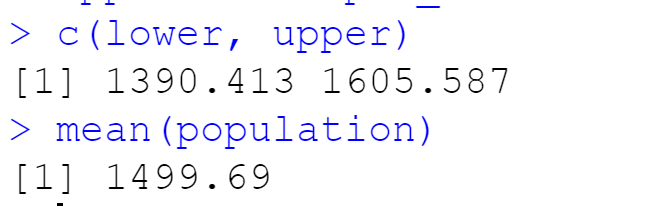 > c(lower, upper)
[1] 1390.413 1605.587
> mean(population)
[1] 1499.69